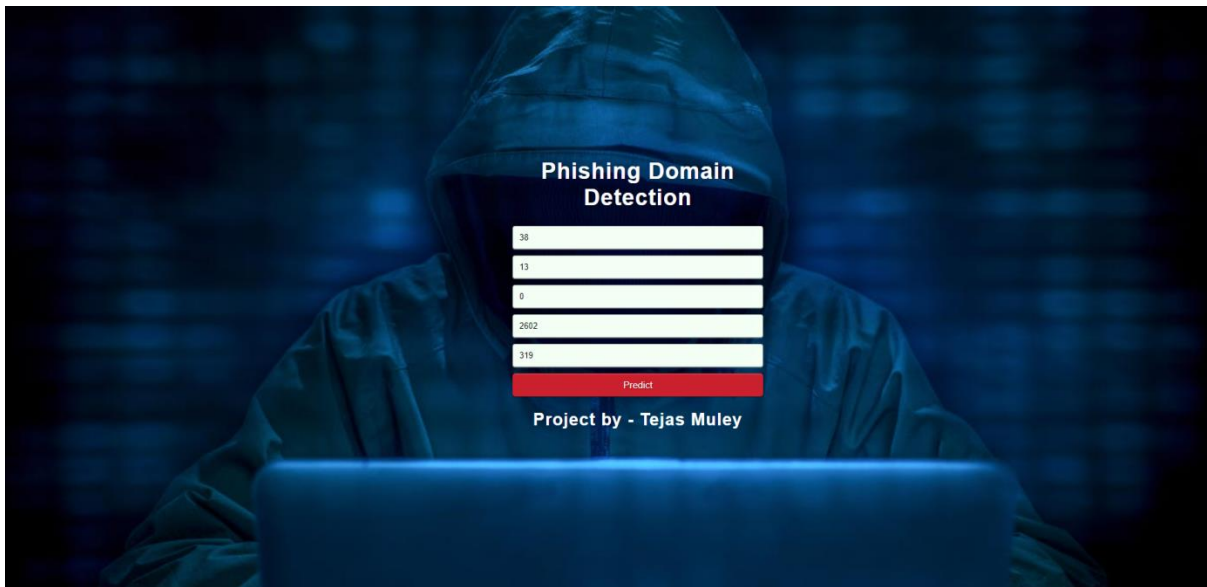 Phishing Domain
Detection
38
13
0
2602
319
Predict
Project by - Tejas Muley